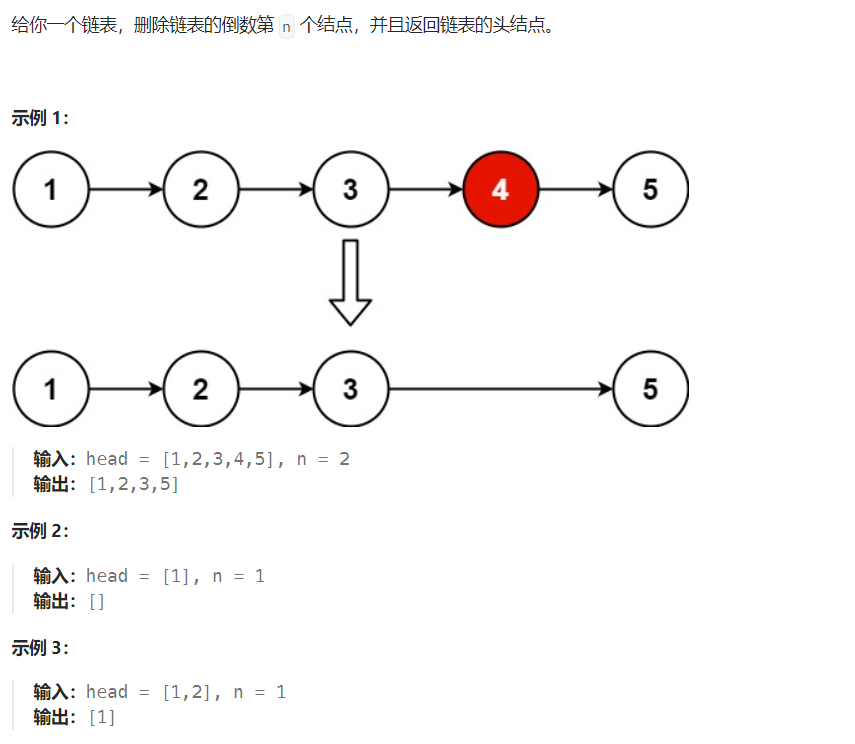 给你一个链表，删除链表的倒数第 n 个结点，并且返回链表的头结点。
示例 1：
1 2 3 4 5
1 2 3 5
输入：head = [1,2,3,4,5], n = 2
输出：[1,2,3,5]
示例 2：
输入：head = [1], n = 1
输出：[]
示例 3：
输入：head = [1,2], n = 1
输出：[1]